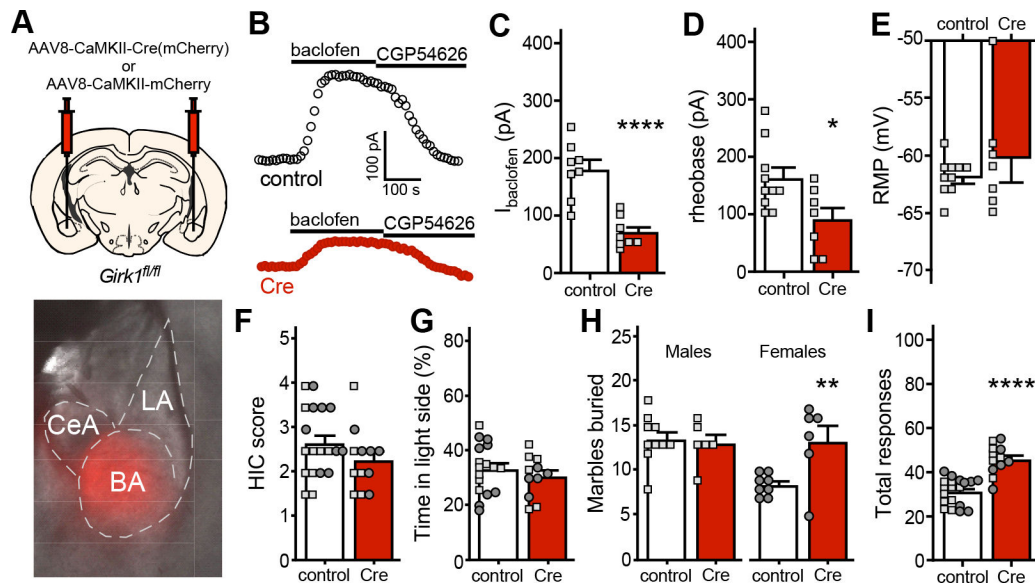 A
AAV8-CaMKII-Cre(mCherry)
or
AAV8-CaMKII-mCherry
Girk1fl/fl
CeA
LA
BA
B
baclofen
CGP54626
control
100 pA
100 s
baclofen
CGP54626
Cre
C
Ibaclofen (pA)
400
300
200
100
0
****
control
Cre
D
rheobase (pA)
400
300
200
100
0
*
control
Cre
E
control
Cre
RMP (mV)
-50
-55
-60
-65
-70
F
HIC score
5
4
3
2
1
0
control
Cre
G
Time in light side (%)
80
60
40
20
0
control
Cre
H
Marbles buried
25
20
15
10
5
0
Males
Females
**
control
Cre
I
Total responses
100
80
60
40
20
0
****
control
Cre